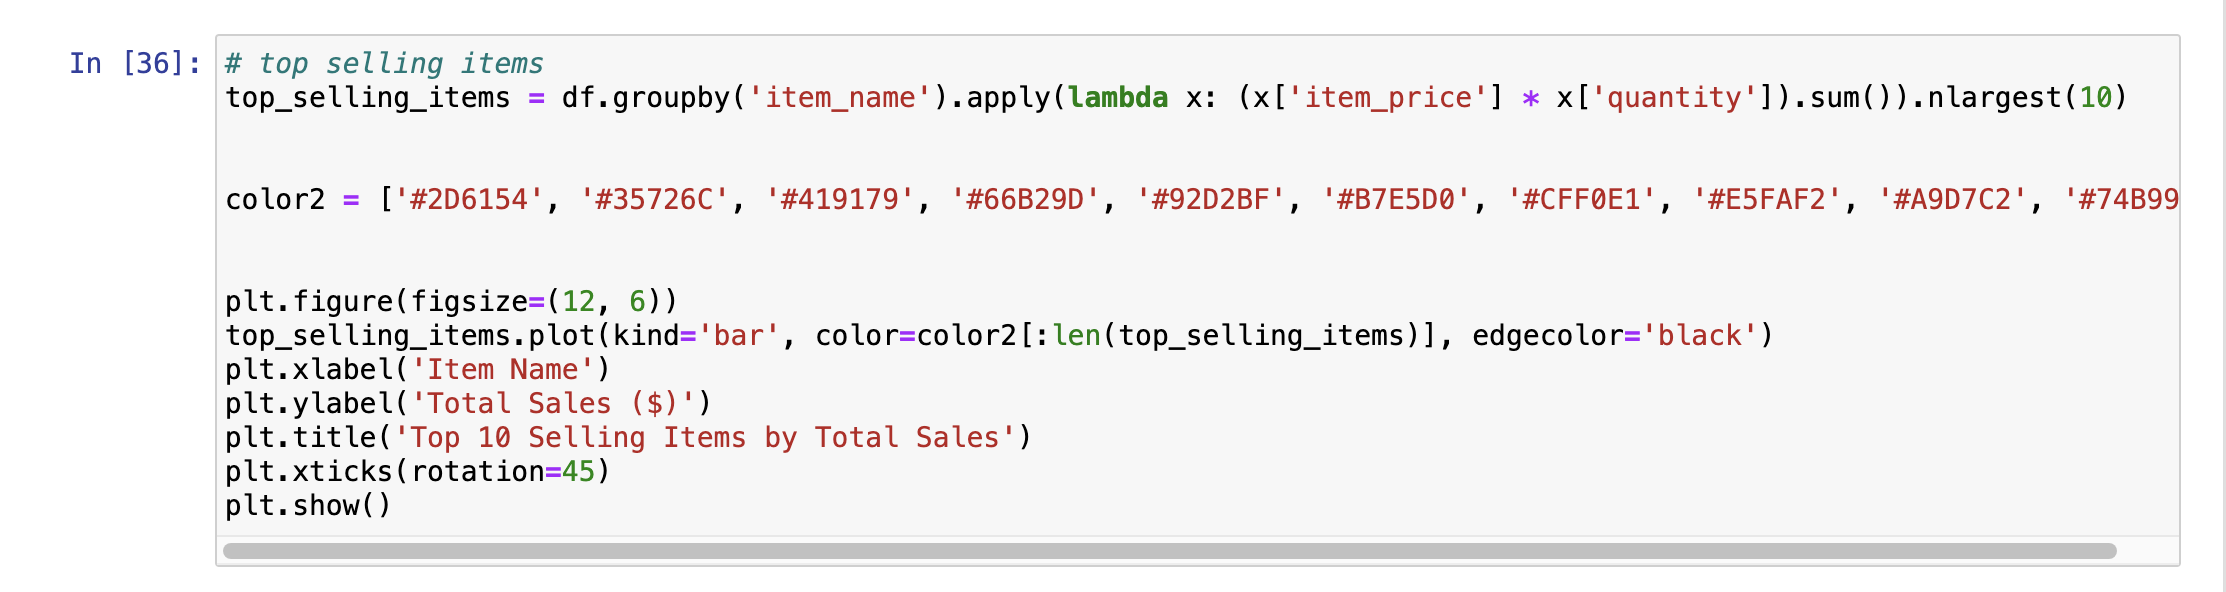 In [36]:
# top selling items
top_selling_items = df.groupby('item_name').apply(lambda x: (x['item_price'] * x['quantity']).sum()).nlargest(10)
color2 = ['#2D6154', '#35726C', '#419179', '#66B29D', '#92D2BF', '#B7E5D0', '#CFF0E1', '#E5FAF2', '#A9D7C2', '#74B99
plt.figure(figsize=(12, 6))
top_selling_items.plot(kind='bar', color=color2[:len(top_selling_items)], edgecolor='black')
plt.xlabel('Item Name')
plt.ylabel('Total Sales ($)')
plt.title('Top 10 Selling Items by Total Sales')
plt.xticks(rotation=45)
plt.show()